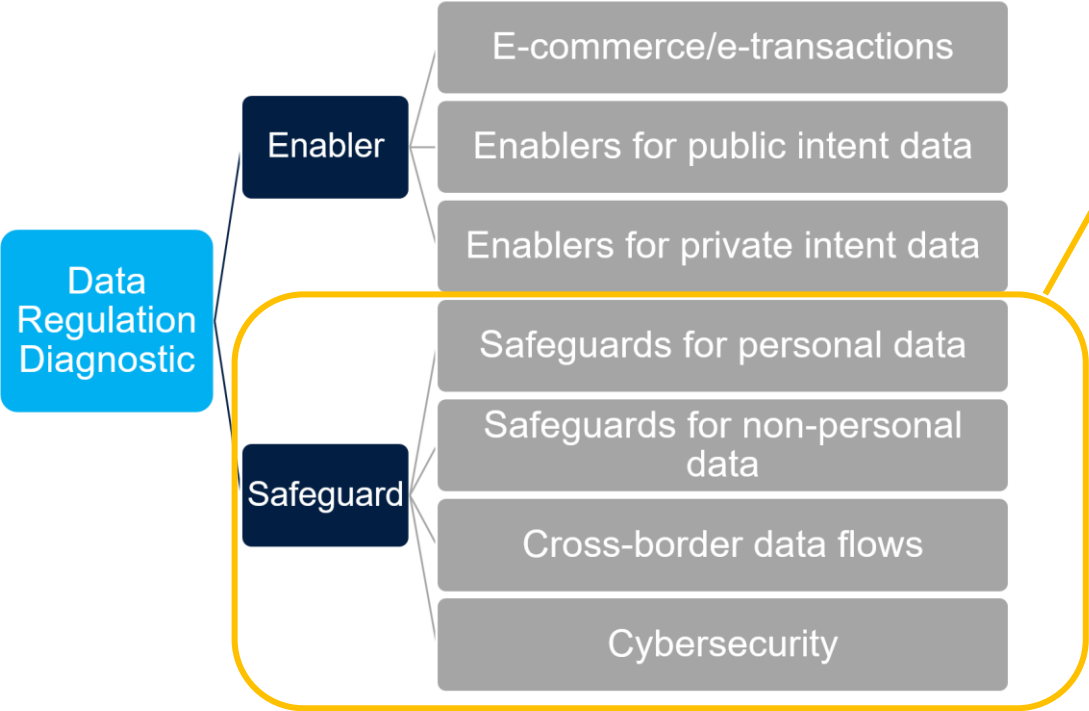 Data
Regulation
Diagnostic
Enabler
E-commerce/e-transactions
Enablers for public intent data
Enablers for private intent data
Safeguard
Safeguards for personal data
Safeguards for non-personal
data
Cross-border data flows
Cybersecurity